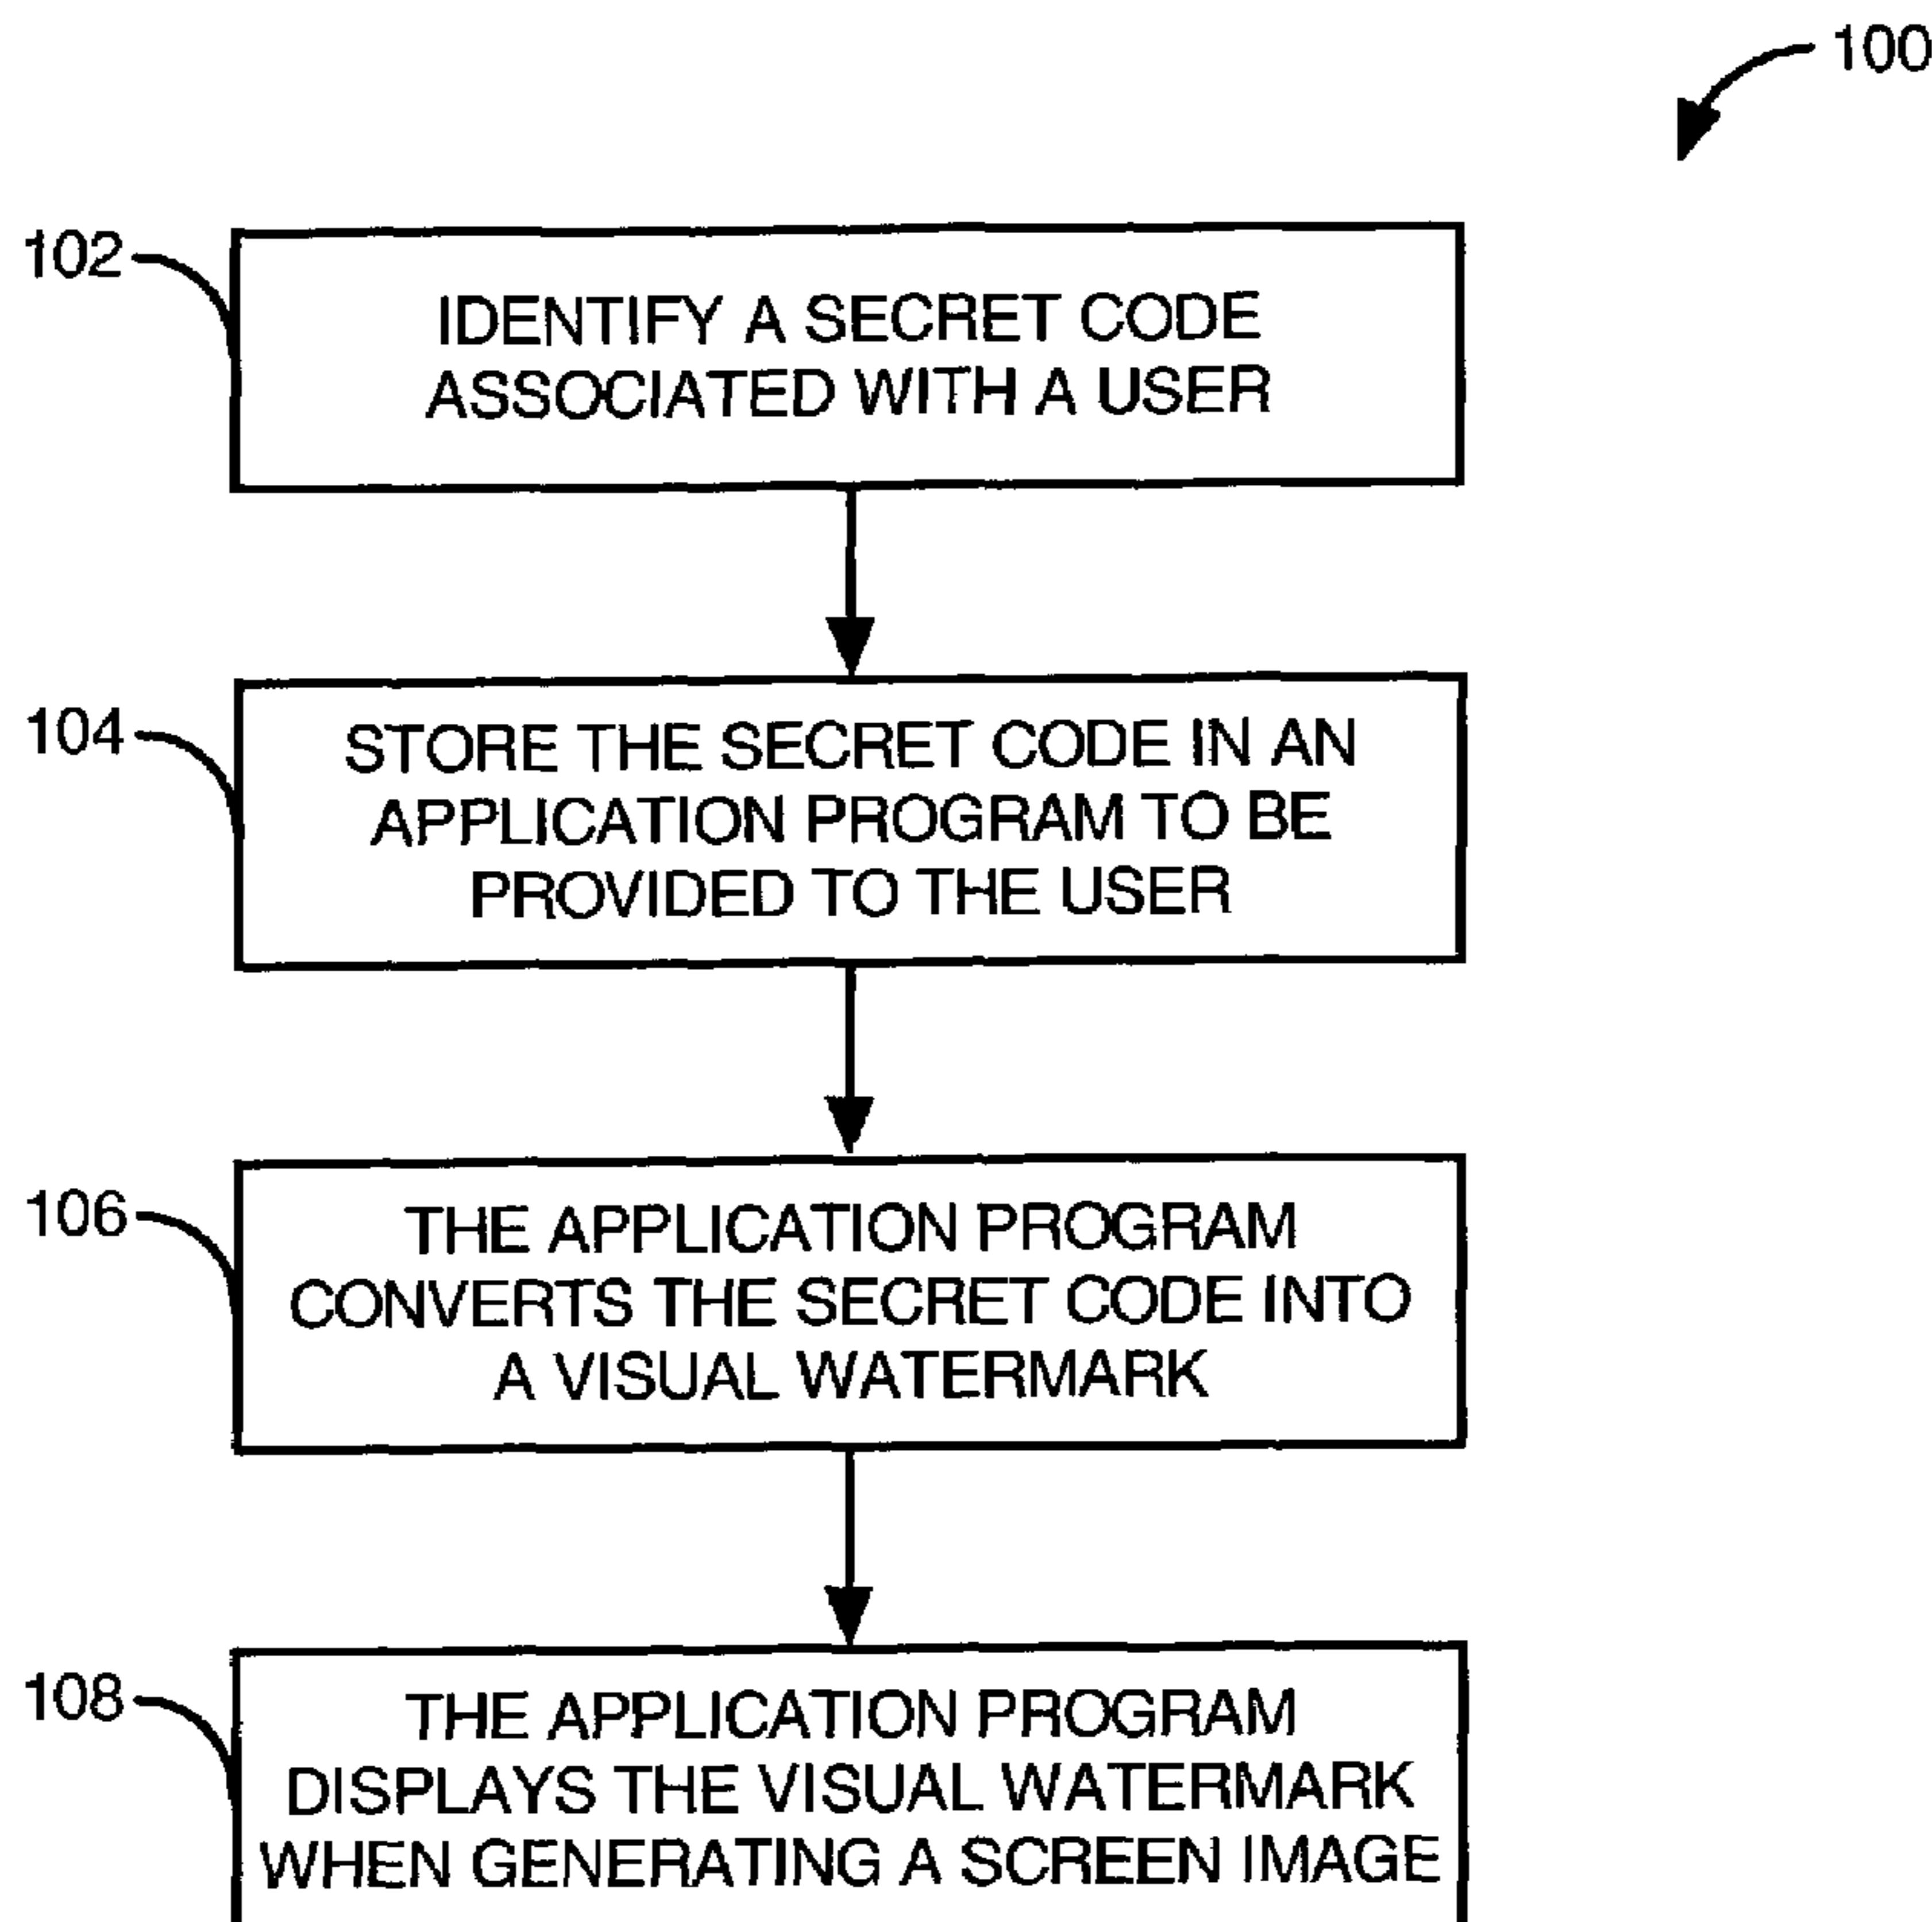 100
102
IDENTIFY A SECRET CODE
ASSOCIATED WITH A USER
104
STORE THE SECRET CODE IN AN
APPLICATION PROGRAM TO BE
PROVIDED TO THE USER
106
THE APPLICATION PROGRAM
CONVERTS THE SECRET CODE INTO
A VISUAL WATERMARK
108
THE APPLICATION PROGRAM
DISPLAYS THE VISUAL WATERMARK
WHEN GENERATING A SCREEN IMAGE